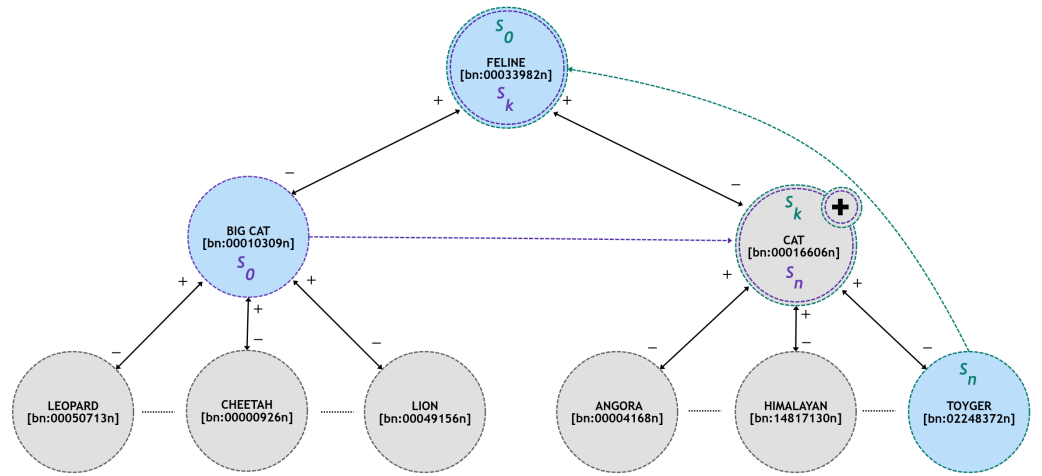 S0
FELINE
[bn:00033982n]
Sk
+
+
−
−
BIG CAT
[bn:00010309n]
S0
Sk
+
CAT
[bn:00016606n]
Sn
+
+
+
+
+
+
−
−
−
−
−
−
LEOPARD
[bn:00050713n]
CHEETAH
[bn:00000926n]
LION
[bn:00049156n]
ANGORA
[bn:00004168n]
HIMALAYAN
[bn:14817130n]
Sn
TOYGER
[bn:02248372n]